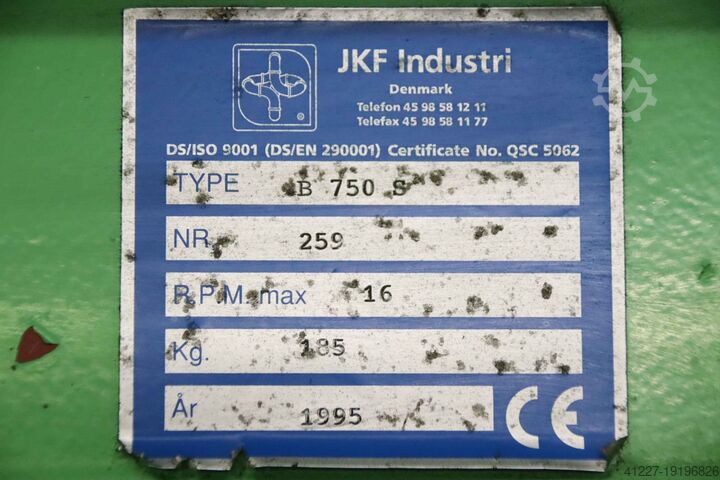 JKF Industri
Denmark
Telefon 45 98 58 12 11
Telefax 45 98 58 11 77
®
DS/ISO 9001 (DS/EN 290001) Certificate No. QSC 5062
TYPE B 750 S
NR. 259
R.P.M. max 16
Kg. 185
År 1995
CE
41227-19196826